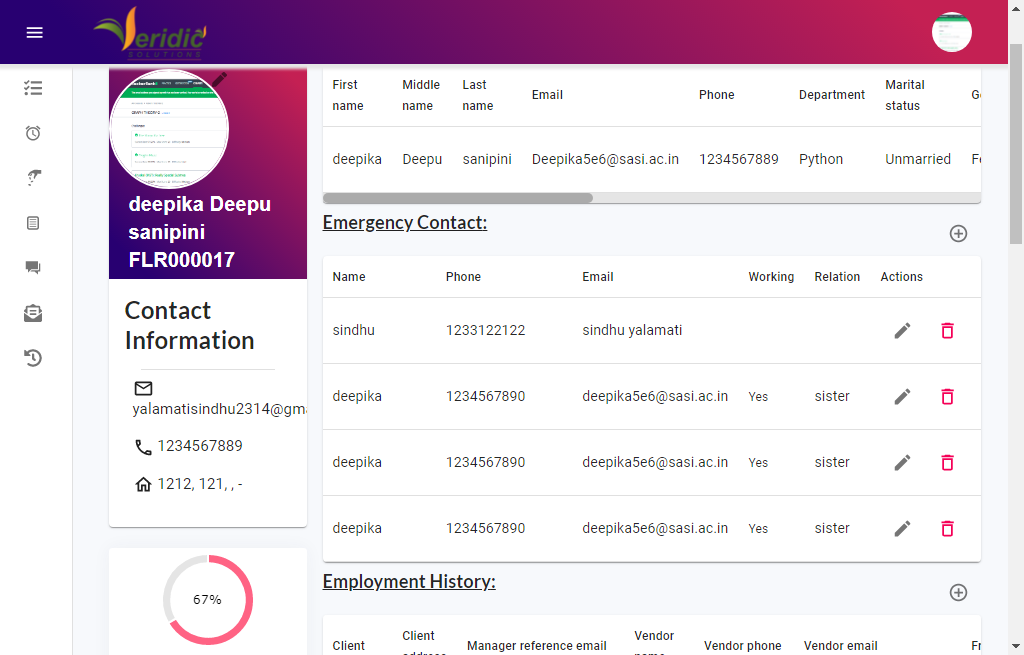 Veridic
SOLUTIONS
deepika Deepu
sanipini
FLR000017
Contact
Information
yalamatisindhu2314@gma
1234567889
1212, 121, , -
67%
First name Middle name Last name Email Phone Department Marital status
deepika Deepu sanipini Deepika5e6@sasi.ac.in 1234567889 Python Unmarried
Emergency Contact:
Name Phone Email Working Relation Actions
sindhu 1233122122 sindhu yalamati
deepika 1234567890 deepika5e6@sasi.ac.in Yes sister
deepika 1234567890 deepika5e6@sasi.ac.in Yes sister
deepika 1234567890 deepika5e6@sasi.ac.in Yes sister
Employment History:
Client Client address Manager reference email Vendor name Vendor phone Vendor email